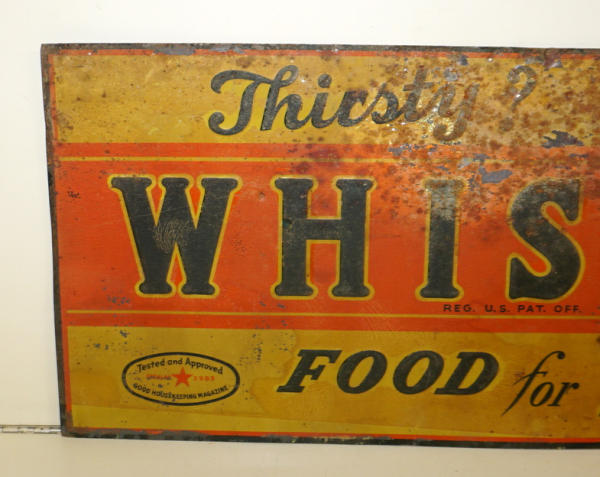 Thirsty?
WHIS
REG. U.S. PAT. OFF.
Tested and Approved
GOOD HOUSEKEEPING MAGAZINE
FOOD for